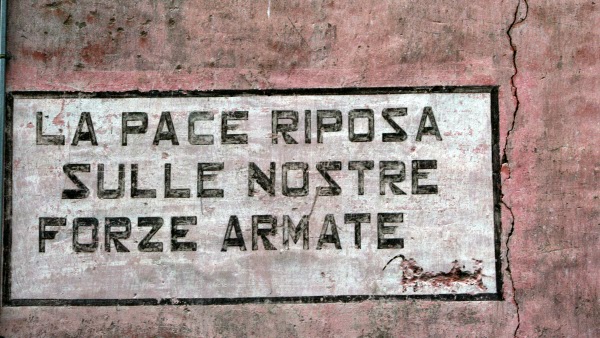 LA PACE RIPOSA
SULLE NOSTRE
FORZE ARMATE